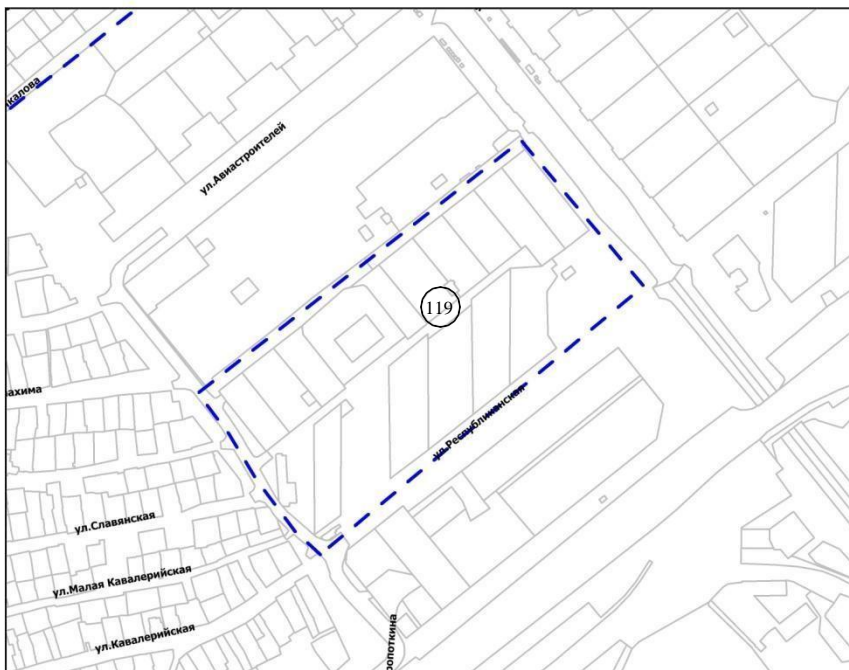 ул.Авиастроителей
119
ул.Республиканская
ул.Славянская
ул.Малая Кавалерийская
ул.Кавалерийская